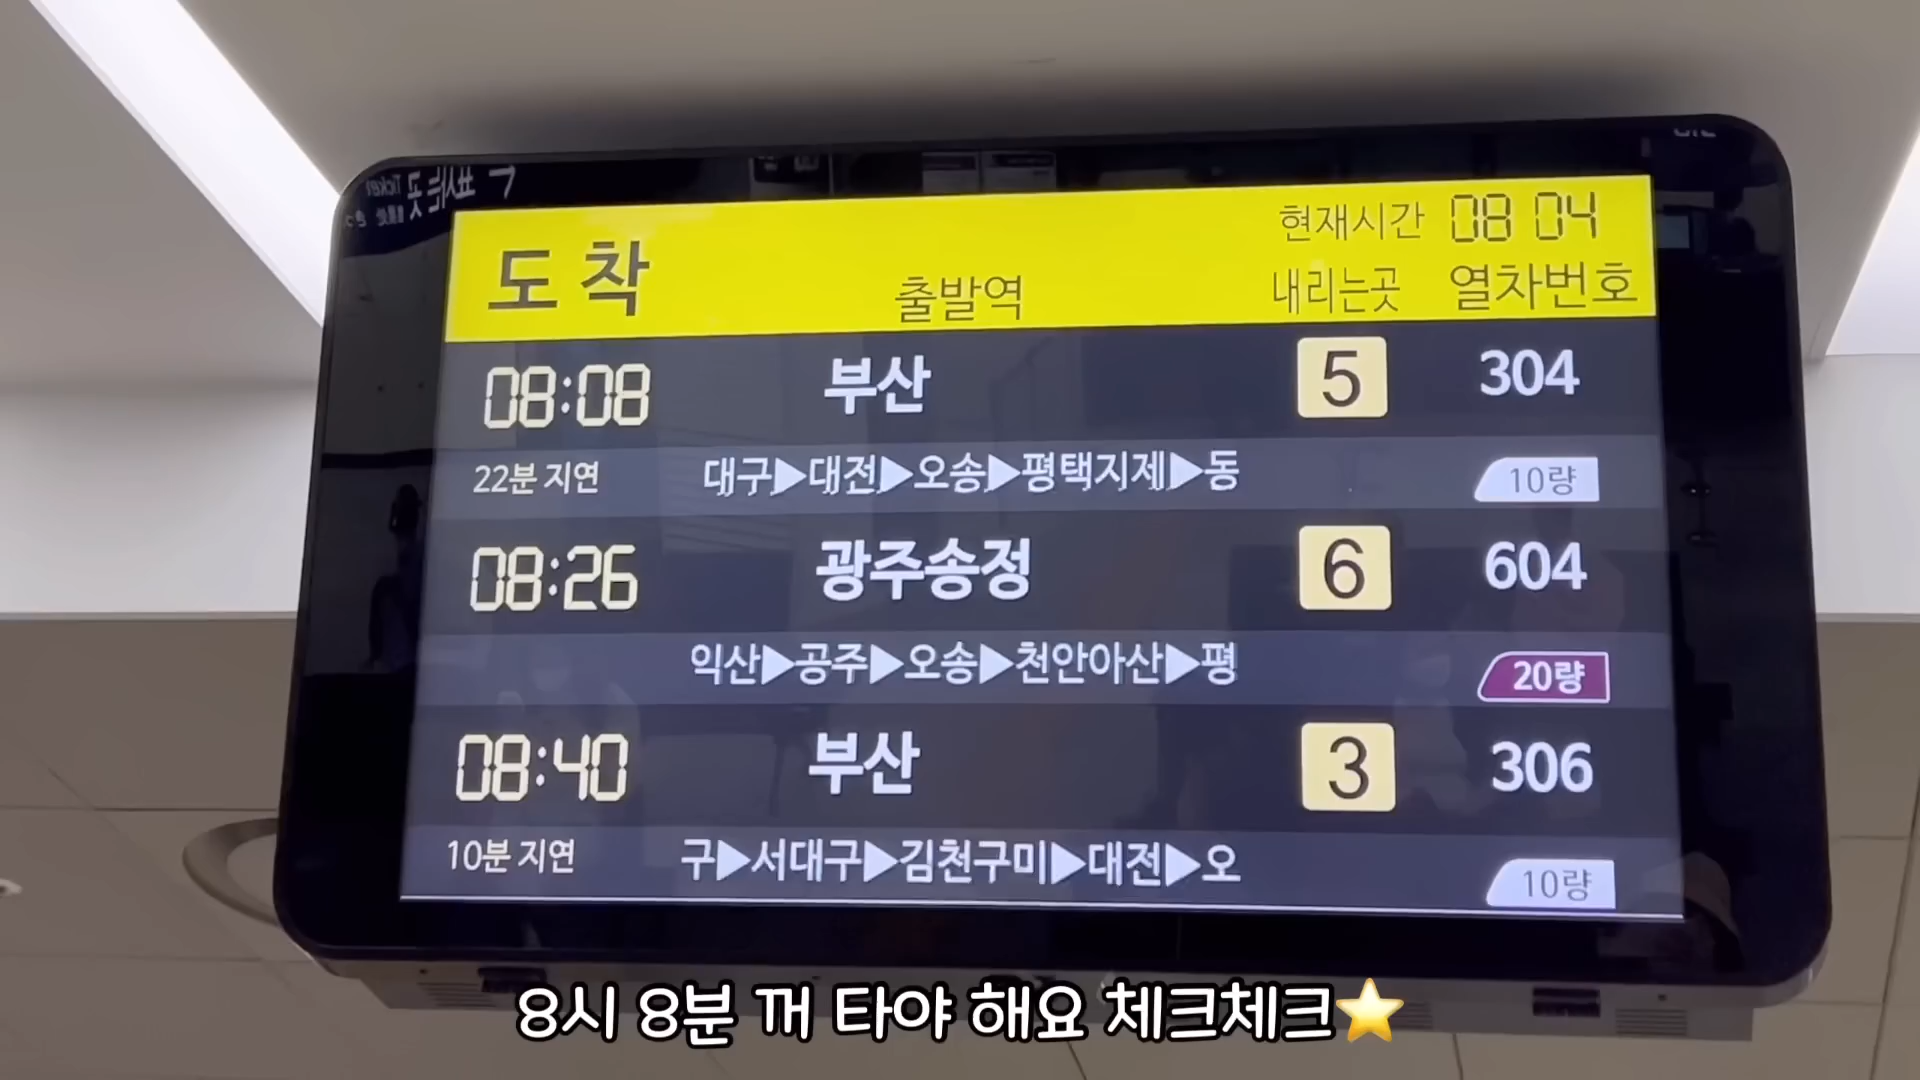 현재시간 08 04
도착 출발역 내리는곳 열차번호
08:08 부산 5 304
22분 지연 대구▶대전▶오송▶평택지제▶동 10량
08:26 광주송정 6 604
익산▶공주▶오송▶천안아산▶평 20량
08:40 부산 3 306
10분 지연 구▶서대구▶김천구미▶대전▶오 10량
8시 8분 꺼 타야 해요 체크체크⭐